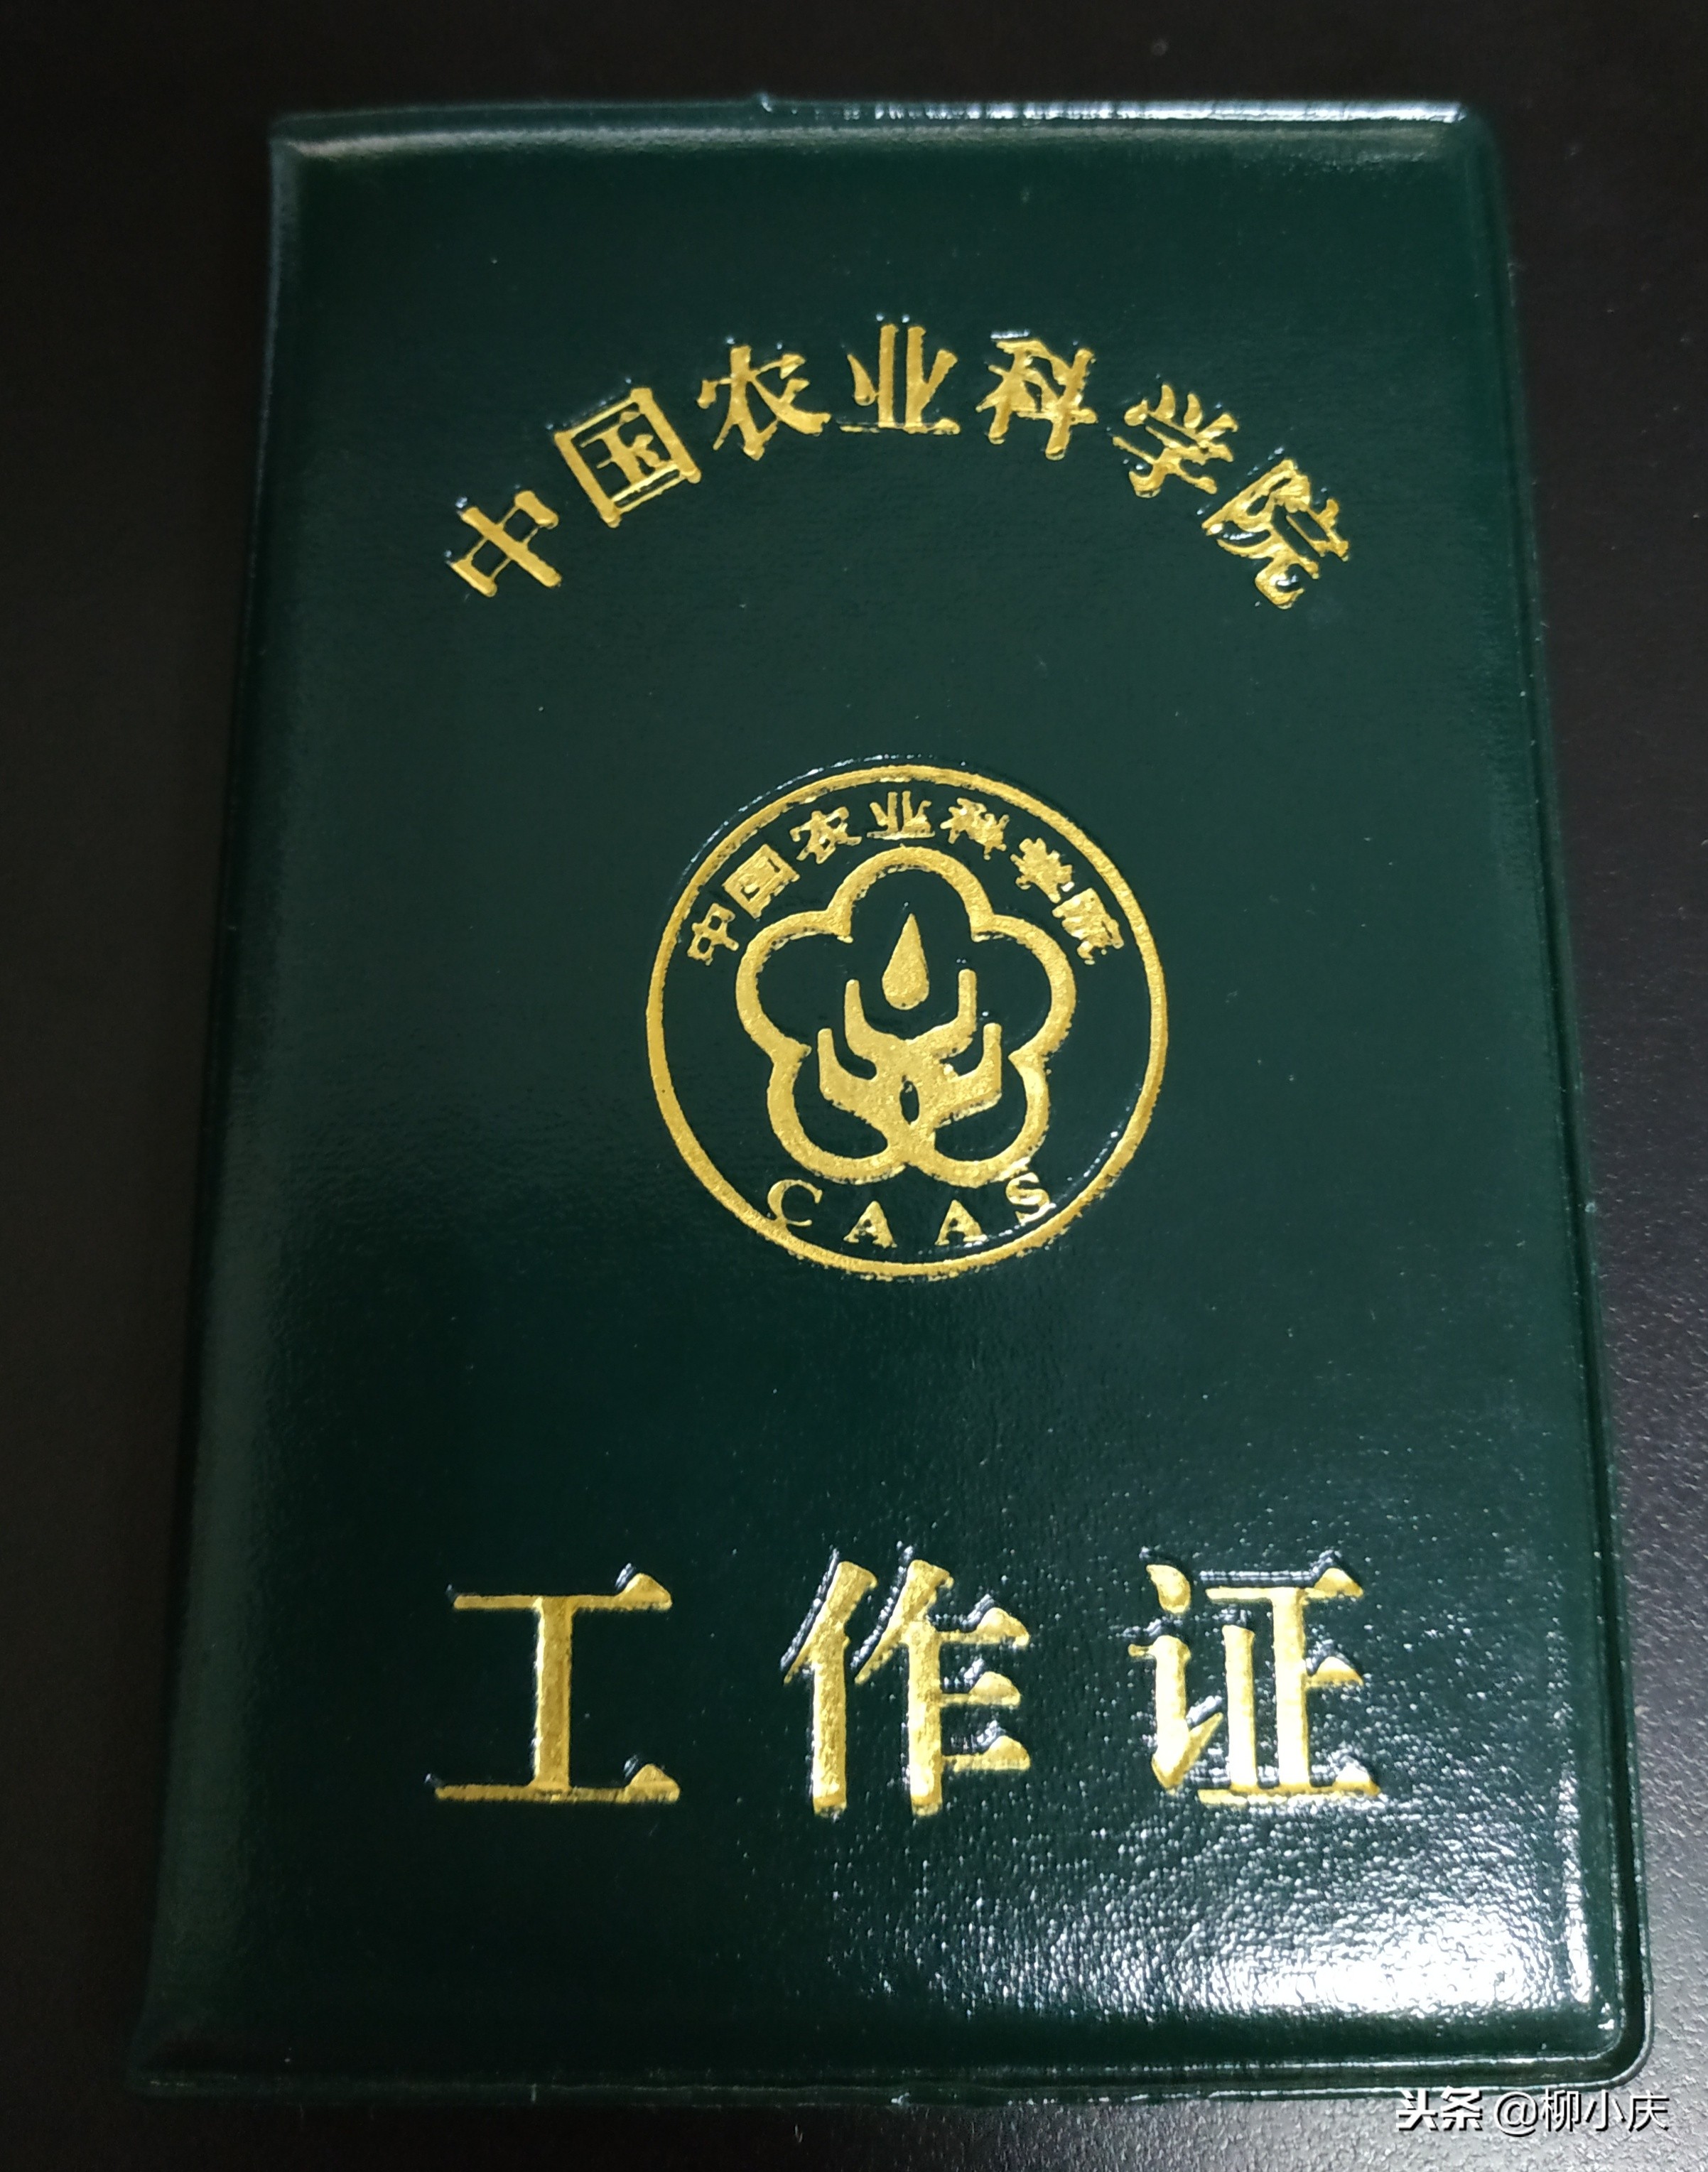 中国农业科学院
中国农业科学院
CAAS
工作证
头条 @柳小庆